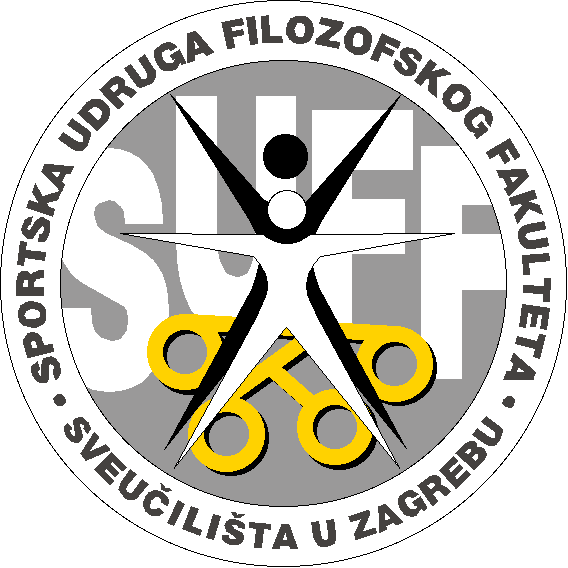 SPORTSKA UDRUGA FILOZOFSKOG FAKULTETA
• SVEUČILIŠTA U ZAGREBU •
SUFF